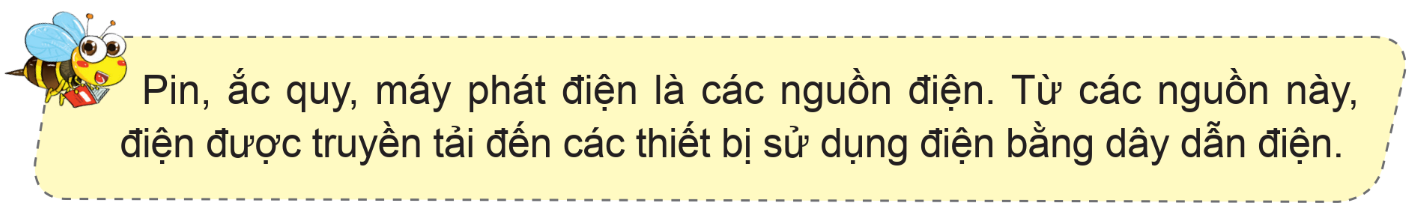 Pin, ắc quy, máy phát điện là các nguồn điện. Từ các nguồn này,
điện được truyền tải đến các thiết bị sử dụng điện bằng dây dẫn điện.